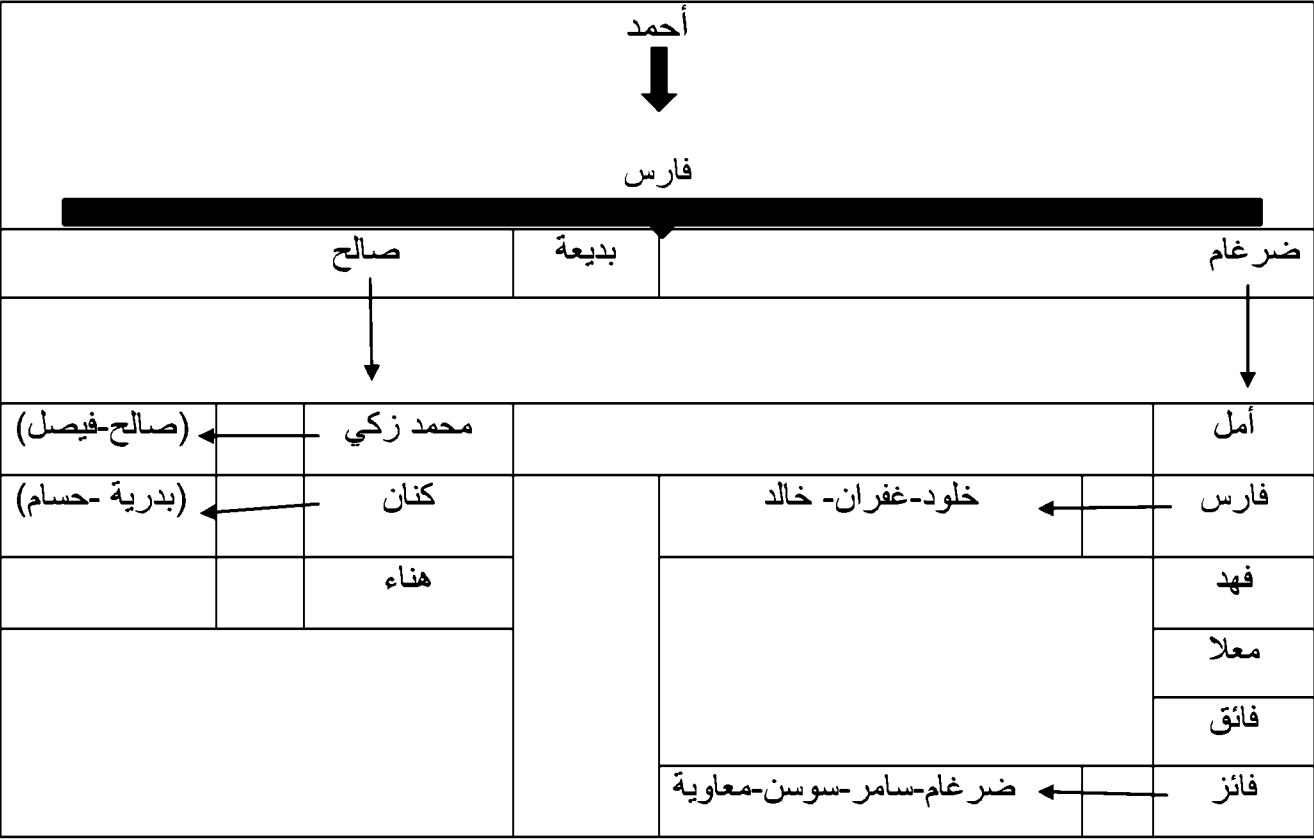 أحمد
فارس
ضرغام بديعة صالح
أمل محمد زكي (صالح-فيصل)
فارس خلود-غفران- خالد كنان (بدرية -حسام)
فهد هناء
معلا
فائق
فائز ضرغام-سامر-سوسن-معاوية